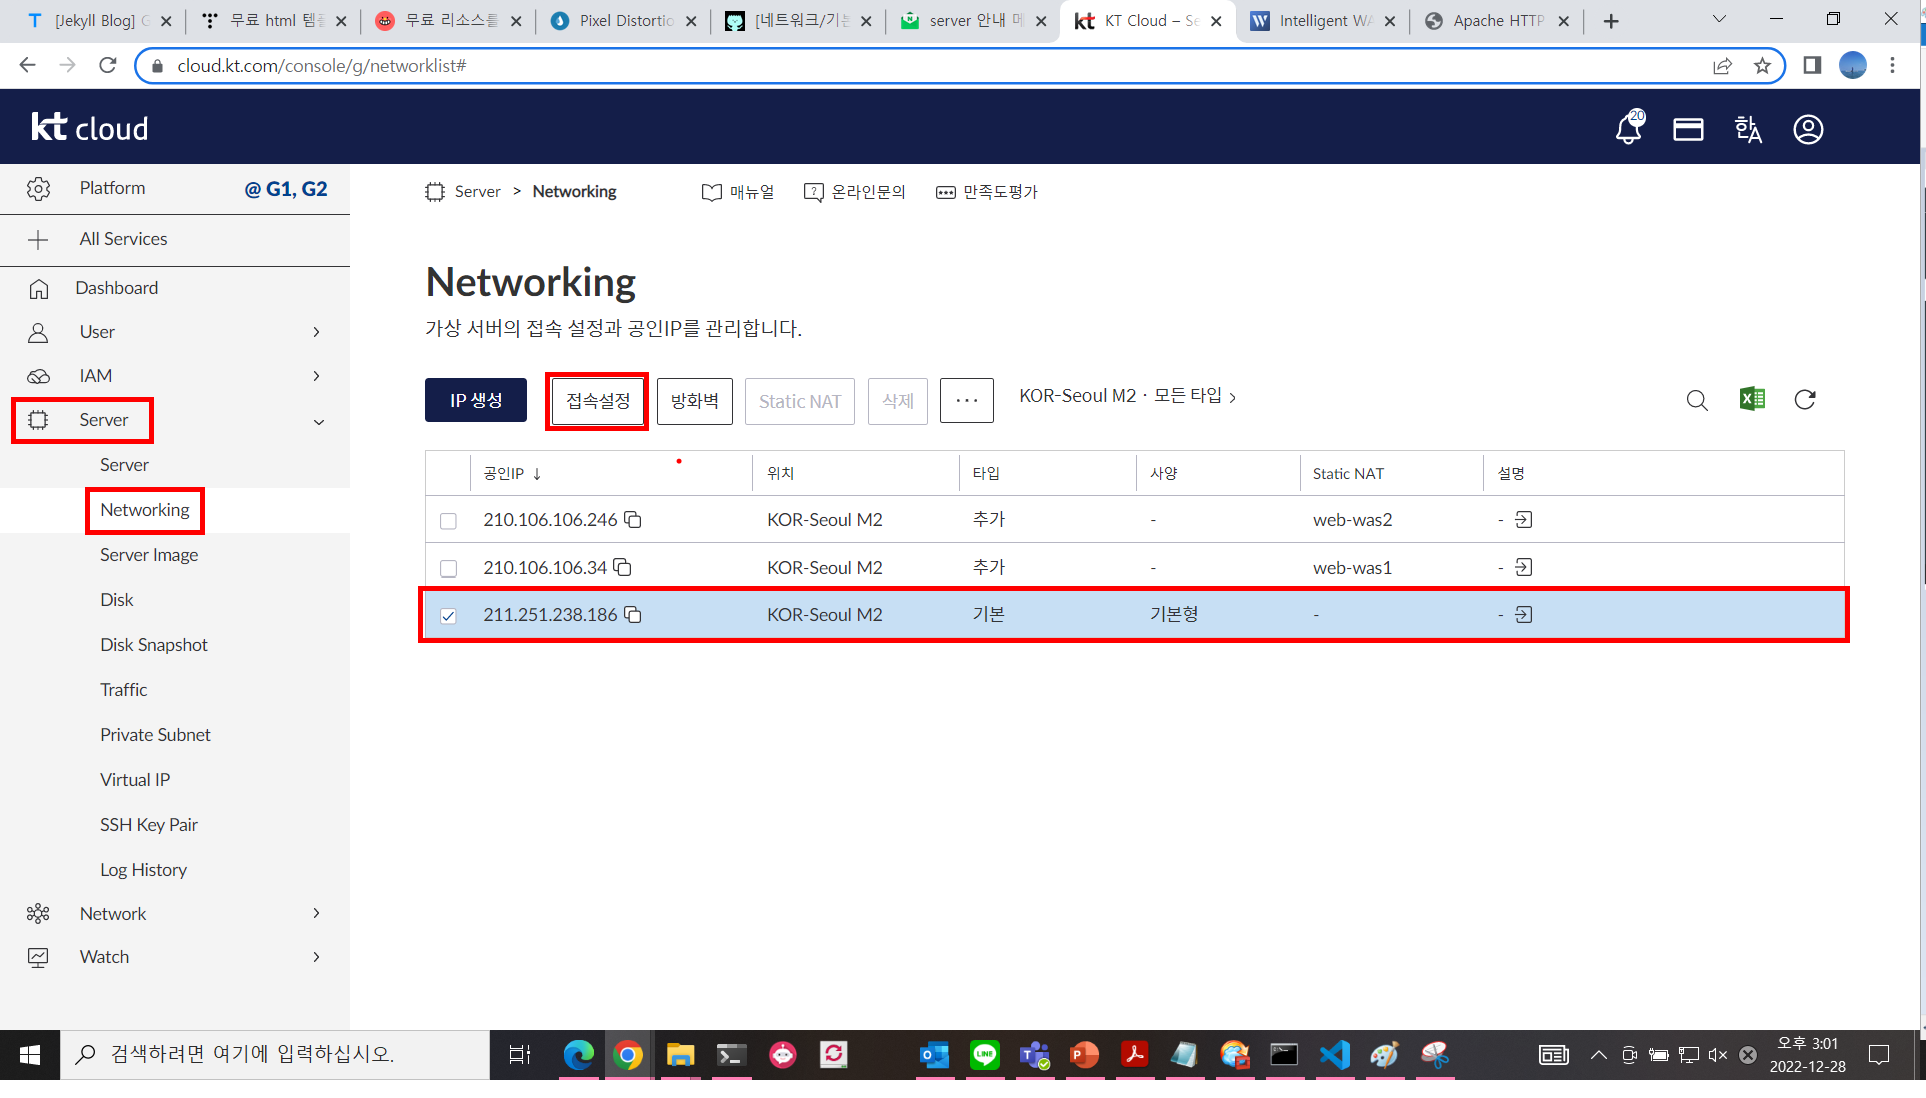 [Jekyll Blog] G
무료 html 템플
무료 리소스를
Pixel Distortio
[네트워크/기본
server 안내 메
KT Cloud – Se
Intelligent WA
Apache HTTP
cloud.kt.com/console/g/networklist#
kt cloud
20
한A
Platform
@ G1, G2
All Services
Dashboard
User
IAM
Server
Server
Networking
Server Image
Disk
Disk Snapshot
Traffic
Private Subnet
Virtual IP
SSH Key Pair
Log History
Network
Watch
Server > Networking
매뉴얼
온라인문의
만족도평가
Networking
가상 서버의 접속 설정과 공인IP를 관리합니다.
IP 생성
접속설정
방화벽
Static NAT
삭제
...
KOR-Seoul M2 · 모든 타입 >
공인IP ↓ 위치 타입 사양 Static NAT 설명
210.106.106.246 KOR-Seoul M2 추가 - web-was2 -
210.106.106.34 KOR-Seoul M2 추가 - web-was1 -
211.251.238.186 KOR-Seoul M2 기본 기본형 - -
검색하려면 여기에 입력하십시오.
오후 3:01
2022-12-28